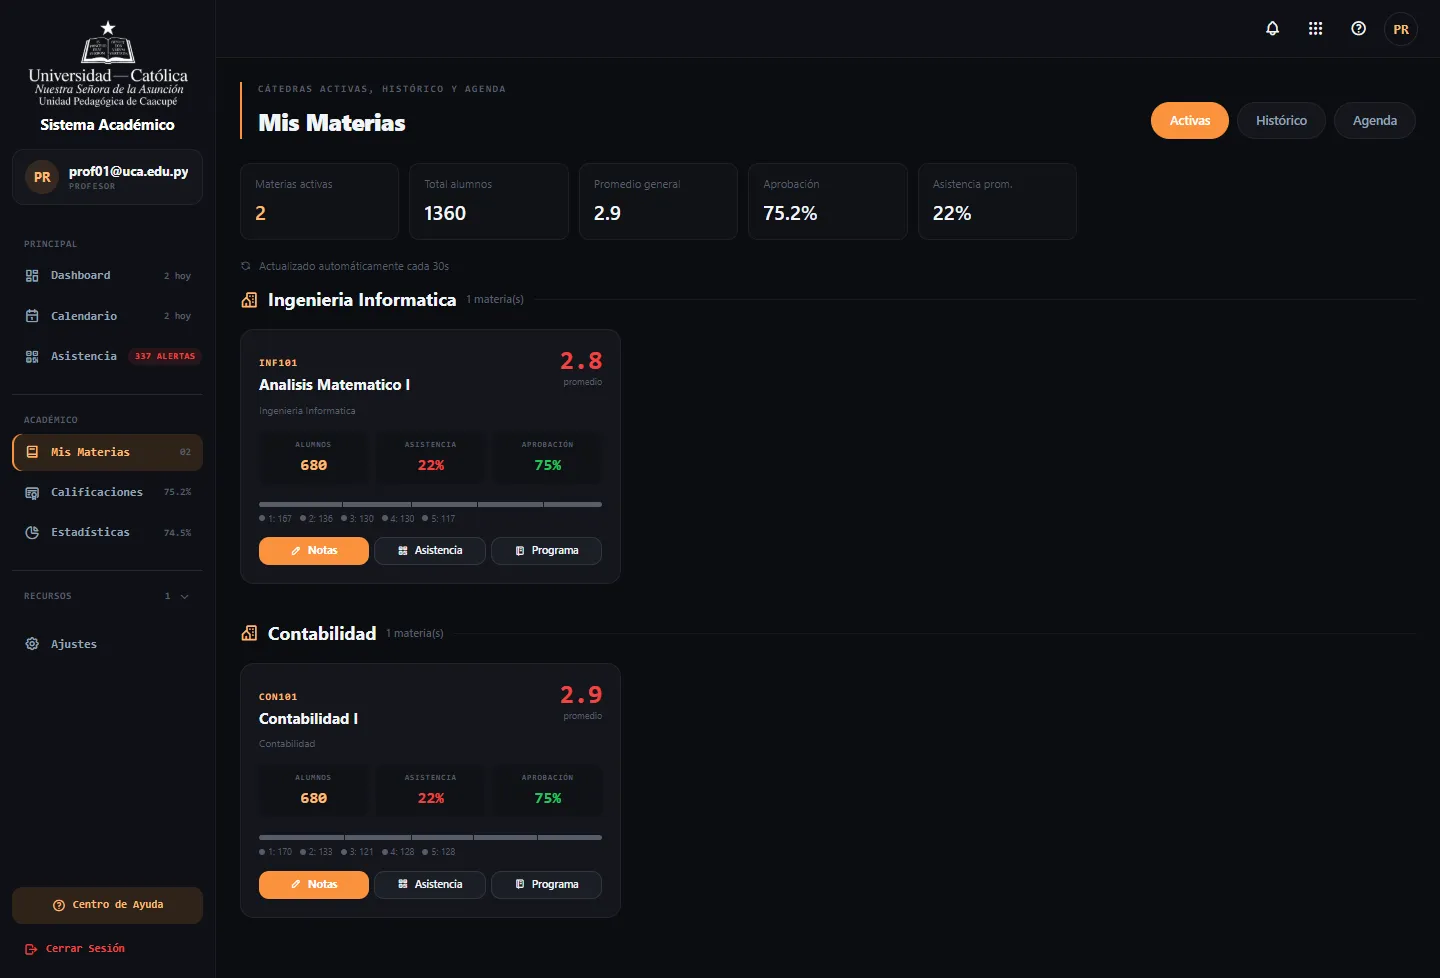 Universidad—Católica
Nuestra Señora de la Asunción
Unidad Pedagógica de Caacupé
Sistema Académico
PR
prof01@uca.edu.py
PROFESOR
PRINCIPAL
Dashboard 2 hoy
Calendario 2 hoy
Asistencia 337 ALERTAS
ACADÉMICO
Mis Materias 02
Calificaciones 75.2%
Estadísticas 74.5%
RECURSOS 1
Ajustes
Centro de Ayuda
Cerrar Sesión
PR
CÁTEDRAS ACTIVAS, HISTÓRICO Y AGENDA
Mis Materias
Activas Histórico Agenda
Materias activas
2
Total alumnos
1360
Promedio general
2.9
Aprobación
75.2%
Asistencia prom.
22%
Actualizado automáticamente cada 30s
Ingenieria Informatica 1 materia(s)
INF101
Analisis Matematico I
Ingenieria Informatica
2.8
promedio
ALUMNOS
680
ASISTENCIA
22%
APROBACIÓN
75%
1: 167 2: 136 3: 130 4: 130 5: 117
Notas Asistencia Programa
Contabilidad 1 materia(s)
CON101
Contabilidad I
Contabilidad
2.9
promedio
ALUMNOS
680
ASISTENCIA
22%
APROBACIÓN
75%
1: 170 2: 133 3: 121 4: 128 5: 128
Notas Asistencia Programa